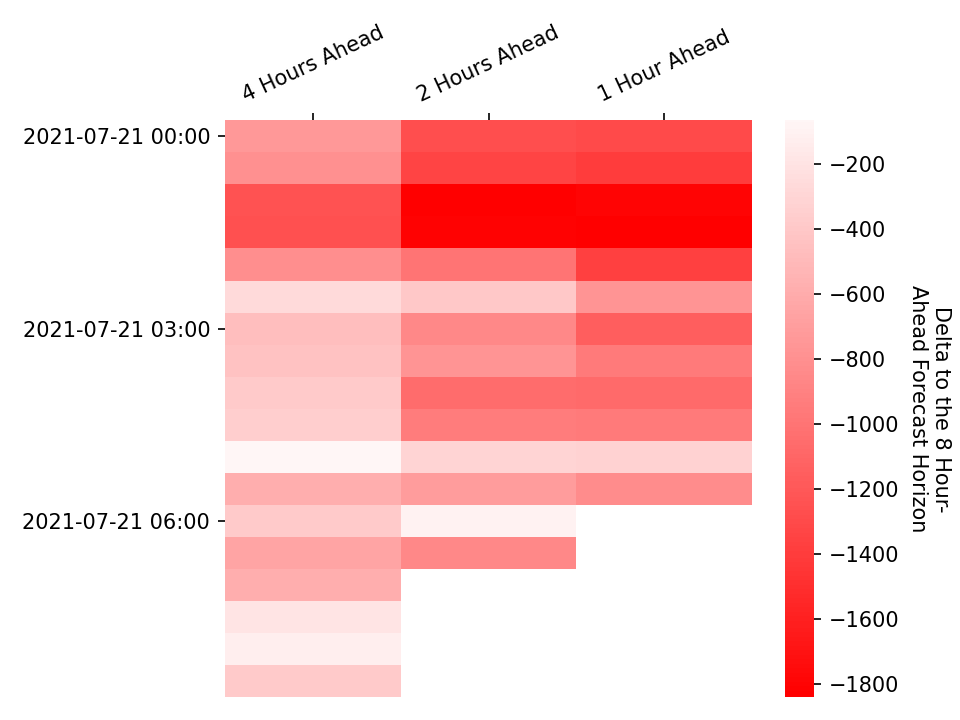 4 Hours Ahead
2 Hours Ahead
1 Hour Ahead
2021-07-21 00:00
2021-07-21 03:00
2021-07-21 06:00
−200
−400
−600
−800
−1000
−1200
−1400
−1600
−1800
Delta to the 8 Hour-
Ahead Forecast Horizon